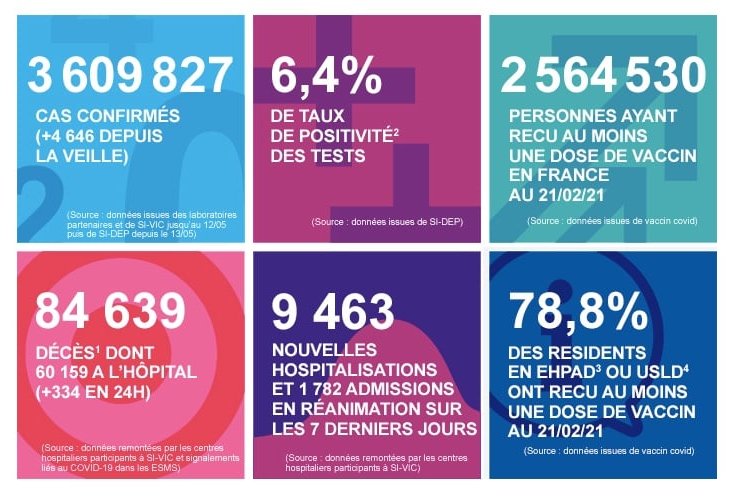 3 609 827
CAS CONFIRMÉS
(+4 646 DEPUIS
LA VEILLE)
(Source : données issues des laboratoires
partenaires et de SI-VIC jusqu'au 12/05
puis de SI-DEP depuis le 13/05)
6,4%
DE TAUX
DE POSITIVITÉ²
DES TESTS
(Source : données issues de SI-DEP)
2 564 530
PERSONNES AYANT
RECU AU MOINS
UNE DOSE DE VACCIN
EN FRANCE
AU 21/02/21
(Source : données issues de vaccin covid)
84 639
DÉCÈS¹ DONT
60 159 A L'HÔPITAL
(+334 EN 24H)
(Source : données remontées par les centres
hospitaliers participants à SI-VIC et signalements
liés au COVID-19 dans les ESMS)
9 463
NOUVELLES
HOSPITALISATIONS
ET 1 782 ADMISSIONS
EN RÉANIMATION SUR
LES 7 DERNIERS JOURS
(Source : données remontées par les centres
hospitaliers participants à SI-VIC)
78,8%
DES RESIDENTS
EN EHPAD³ OU USLD⁴
ONT RECU AU MOINS
UNE DOSE DE VACCIN
AU 21/02/21
(Source : données issues de vaccin covid)